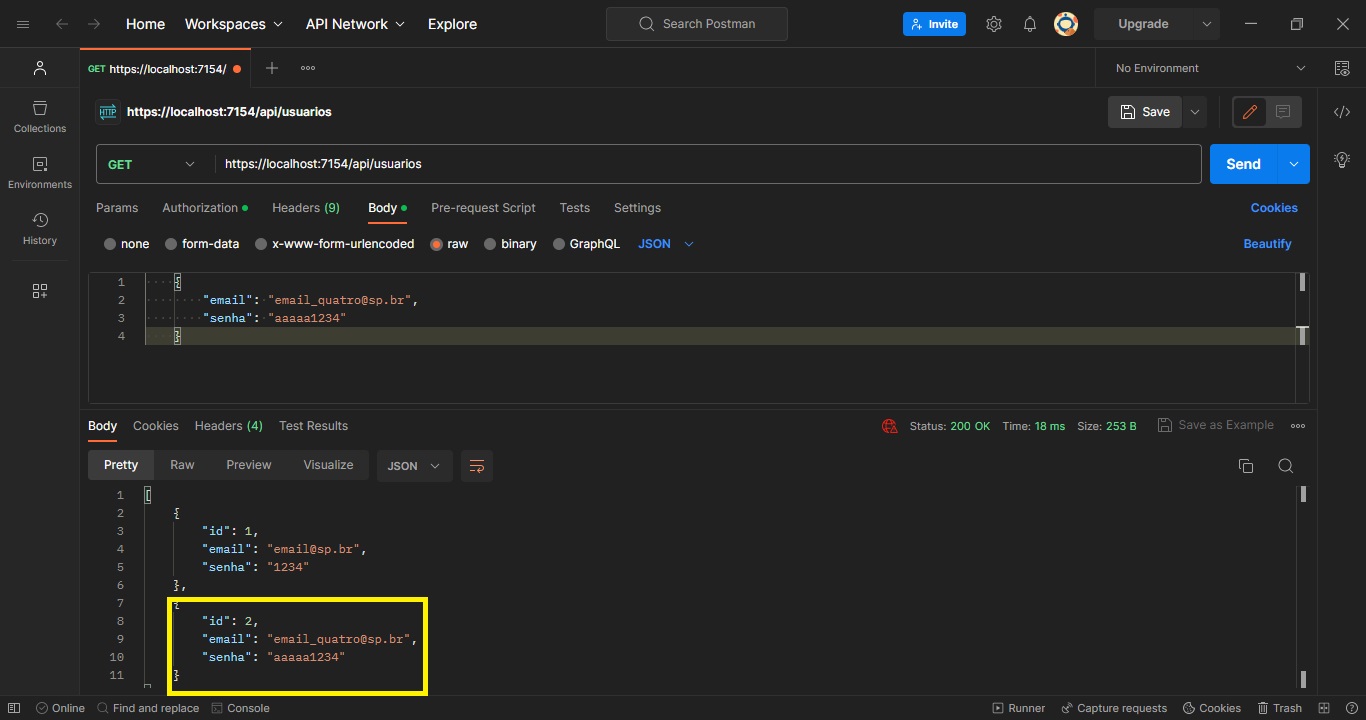 Home Workspaces API Network Explore Search Postman Invite Upgrade
GET https://localhost:7154/ No Environment
HTTP https://localhost:7154/api/usuarios Save
GET https://localhost:7154/api/usuarios Send
Params Authorization Headers (9) Body Pre-request Script Tests Settings Cookies
none form-data x-www-form-urlencoded raw binary GraphQL JSON Beautify
Collections
Environments
History
1 {
2 "email": "email_quatro@sp.br",
3 "senha": "aaaaa1234"
4 }
Body Cookies Headers (4) Test Results Status: 200 OK Time: 18 ms Size: 253 B Save as Example
Pretty Raw Preview Visualize JSON
1 [
2 {
3 "id": 1,
4 "email": "email@sp.br",
5 "senha": "1234"
6 },
7 {
8 "id": 2,
9 "email": "email_quatro@sp.br",
10 "senha": "aaaaa1234"
11 }
Online Find and replace Console Runner Capture requests Cookies Trash